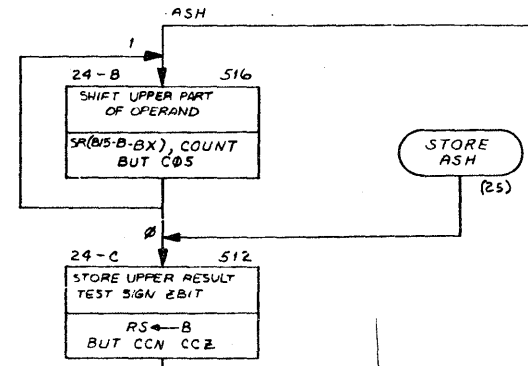 ASH
1
24-B 516
SHIFT UPPER PART
OF OPERAND
SR(B15-B-BX), COUNT
BUT CØ5
STORE
ASH
(25)
Ø
24-C 512
STORE UPPER RESULT
TEST SIGN ZBIT
RS←B
BUT CCN CCZ